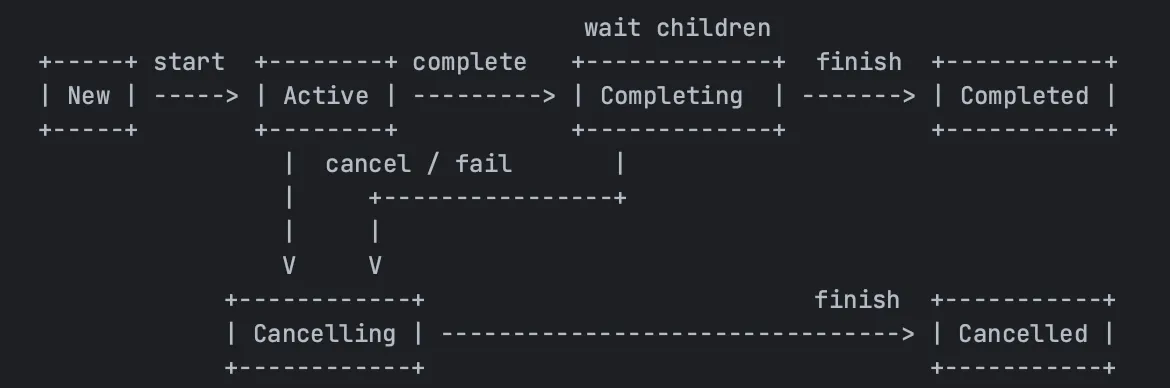 wait children
+-----+ start  +--------+ complete   +-------------+  finish  +-----------+
| New | -----> | Active | ---------> | Completing  | -------> | Completed |
+-----+        +--------+            +-------------+          +-----------+
                 |  cancel / fail       |
                 |     +----------------+
                 |     |
                 V     V
             +------------+                           finish  +-----------+
             | Cancelling | --------------------------------> | Cancelled |
             +------------+                                   +-----------+